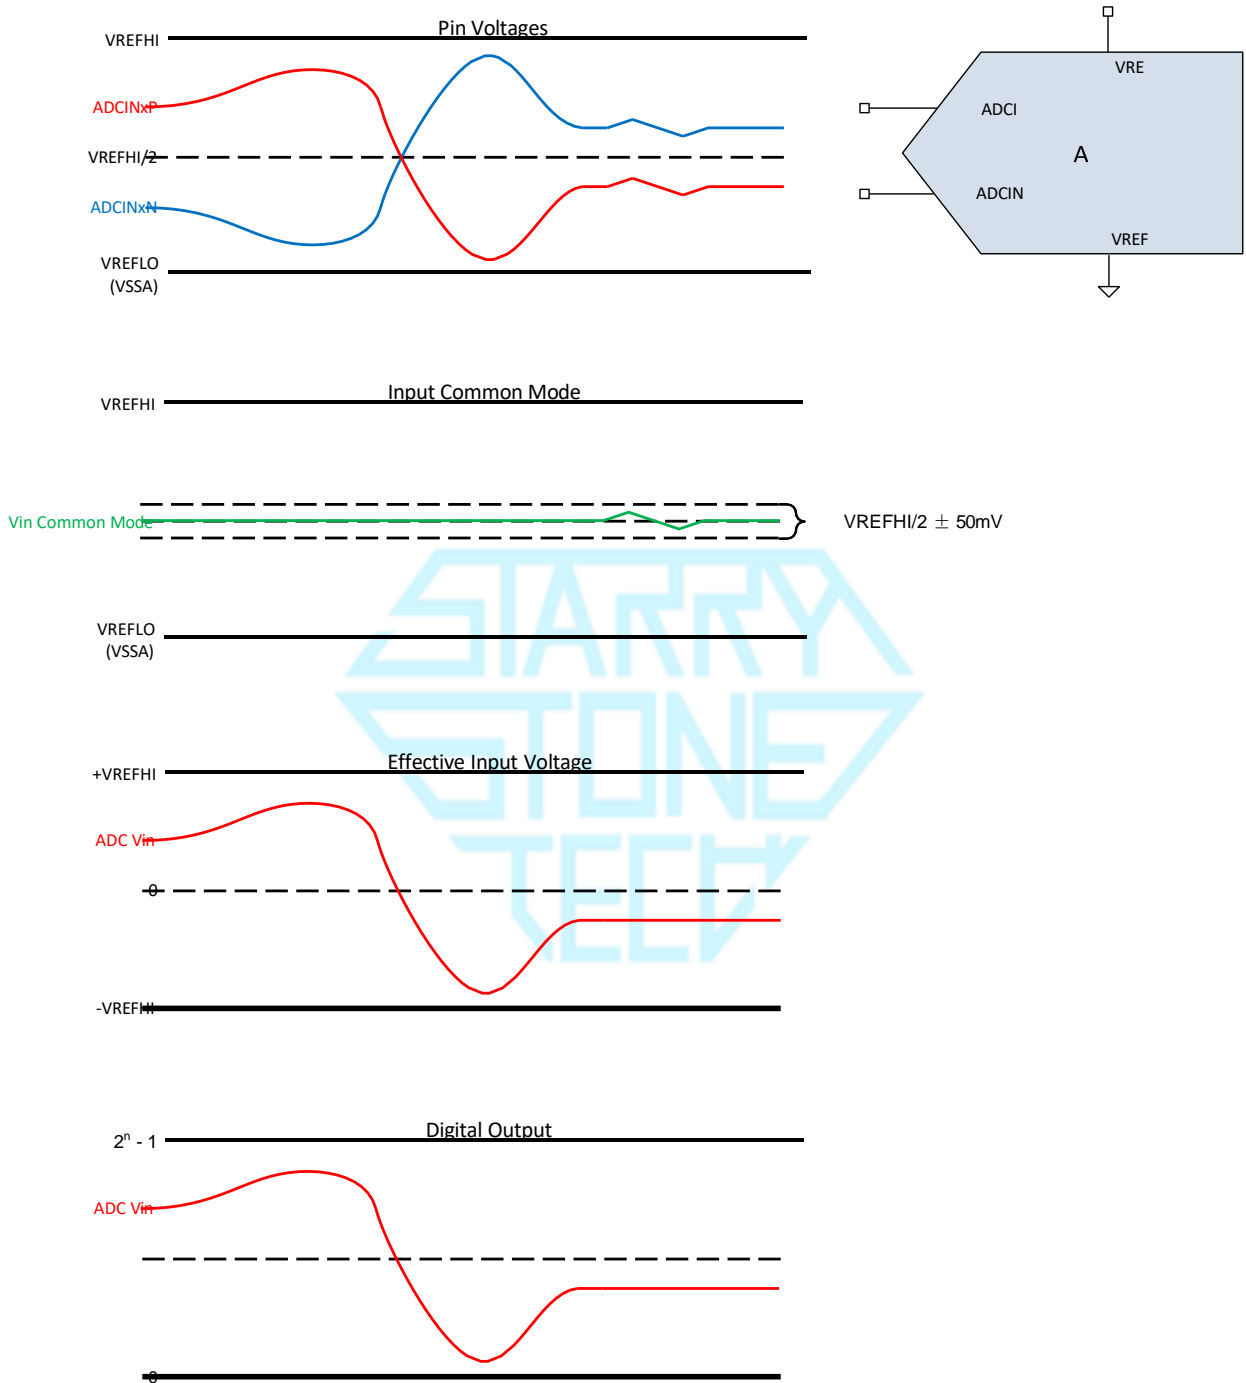 Pin Voltages
VREFHI
VRE
ADCINxP
ADCI
VREFHI/2
A
ADCIN
ADCINxN
VREF
VREFLO
(VSSA)
Input Common Mode
VREFHI
Vin Common Mode
VREFHI/2 ± 50mV
VREFLO
(VSSA)
STARRY
STONE
TECH
Effective Input Voltage
+VREFHI
ADC Vin
0
-VREFHI
Digital Output
2ⁿ - 1
ADC Vin
0